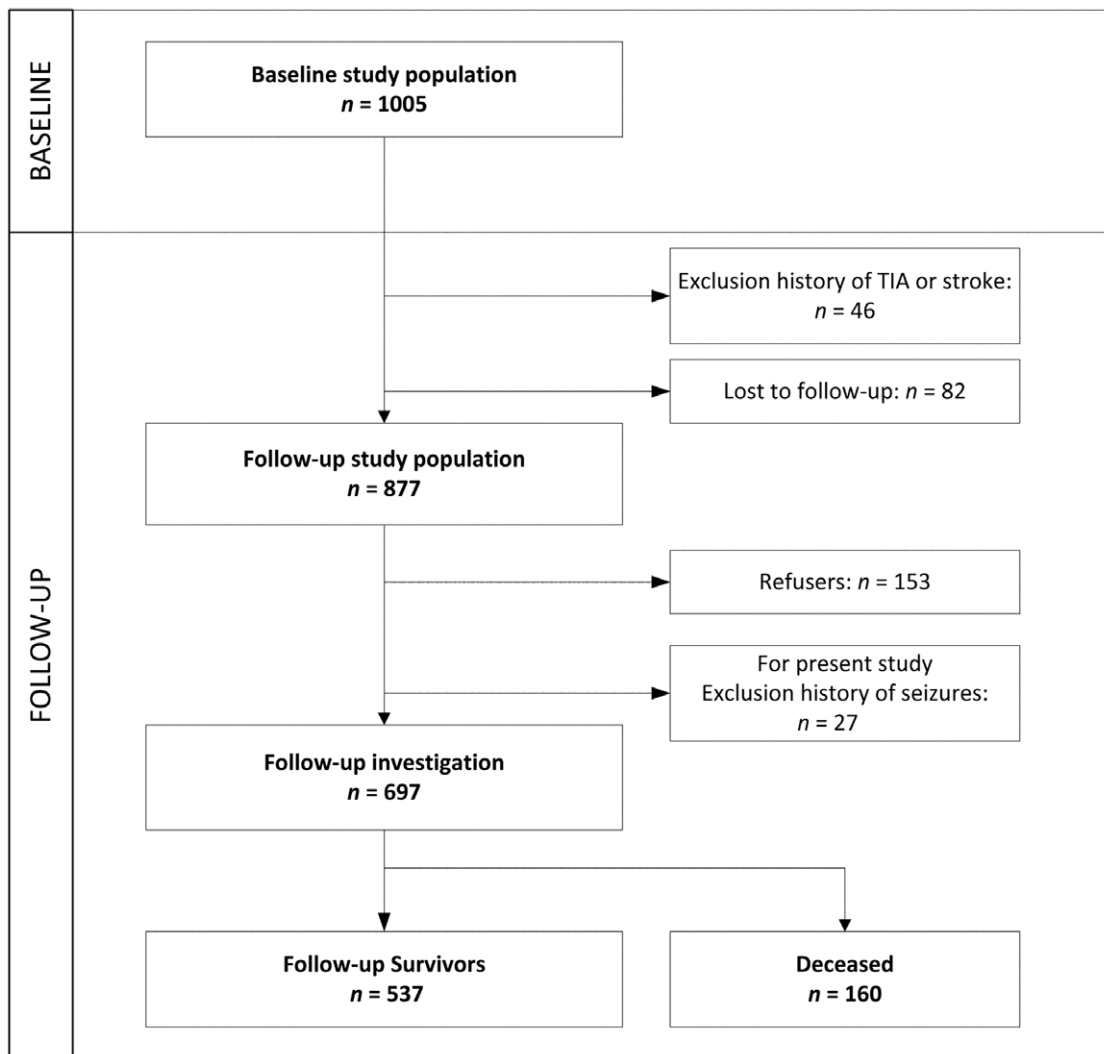 BASELINE
Baseline study population
n = 1005
FOLLOW-UP
Exclusion history of TIA or stroke:
n = 46
Lost to follow-up: n = 82
Follow-up study population
n = 877
Refusers: n = 153
For present study
Exclusion history of seizures:
n = 27
Follow-up investigation
n = 697
Follow-up Survivors
n = 537
Deceased
n = 160